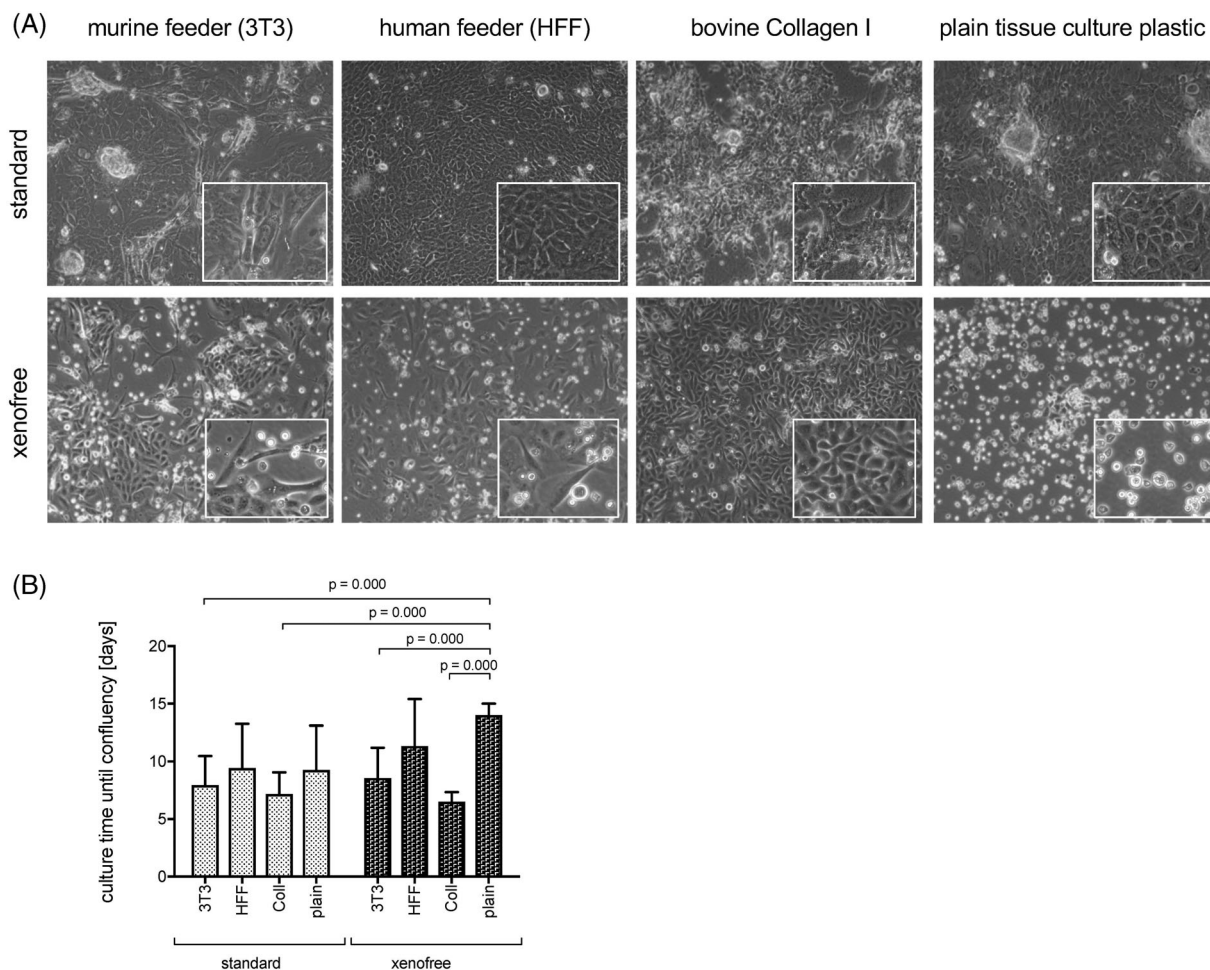 (A)
murine feeder (3T3)
human feeder (HFF)
bovine Collagen I
plain tissue culture plastic
standard
xenofree
(B)
p = 0.000
p = 0.000
p = 0.000
p = 0.000
culture time until confluency [days]
20
15
10
5
0
3T3
HFF
Coll
plain
3T3
HFF
Coll
plain
standard
xenofree